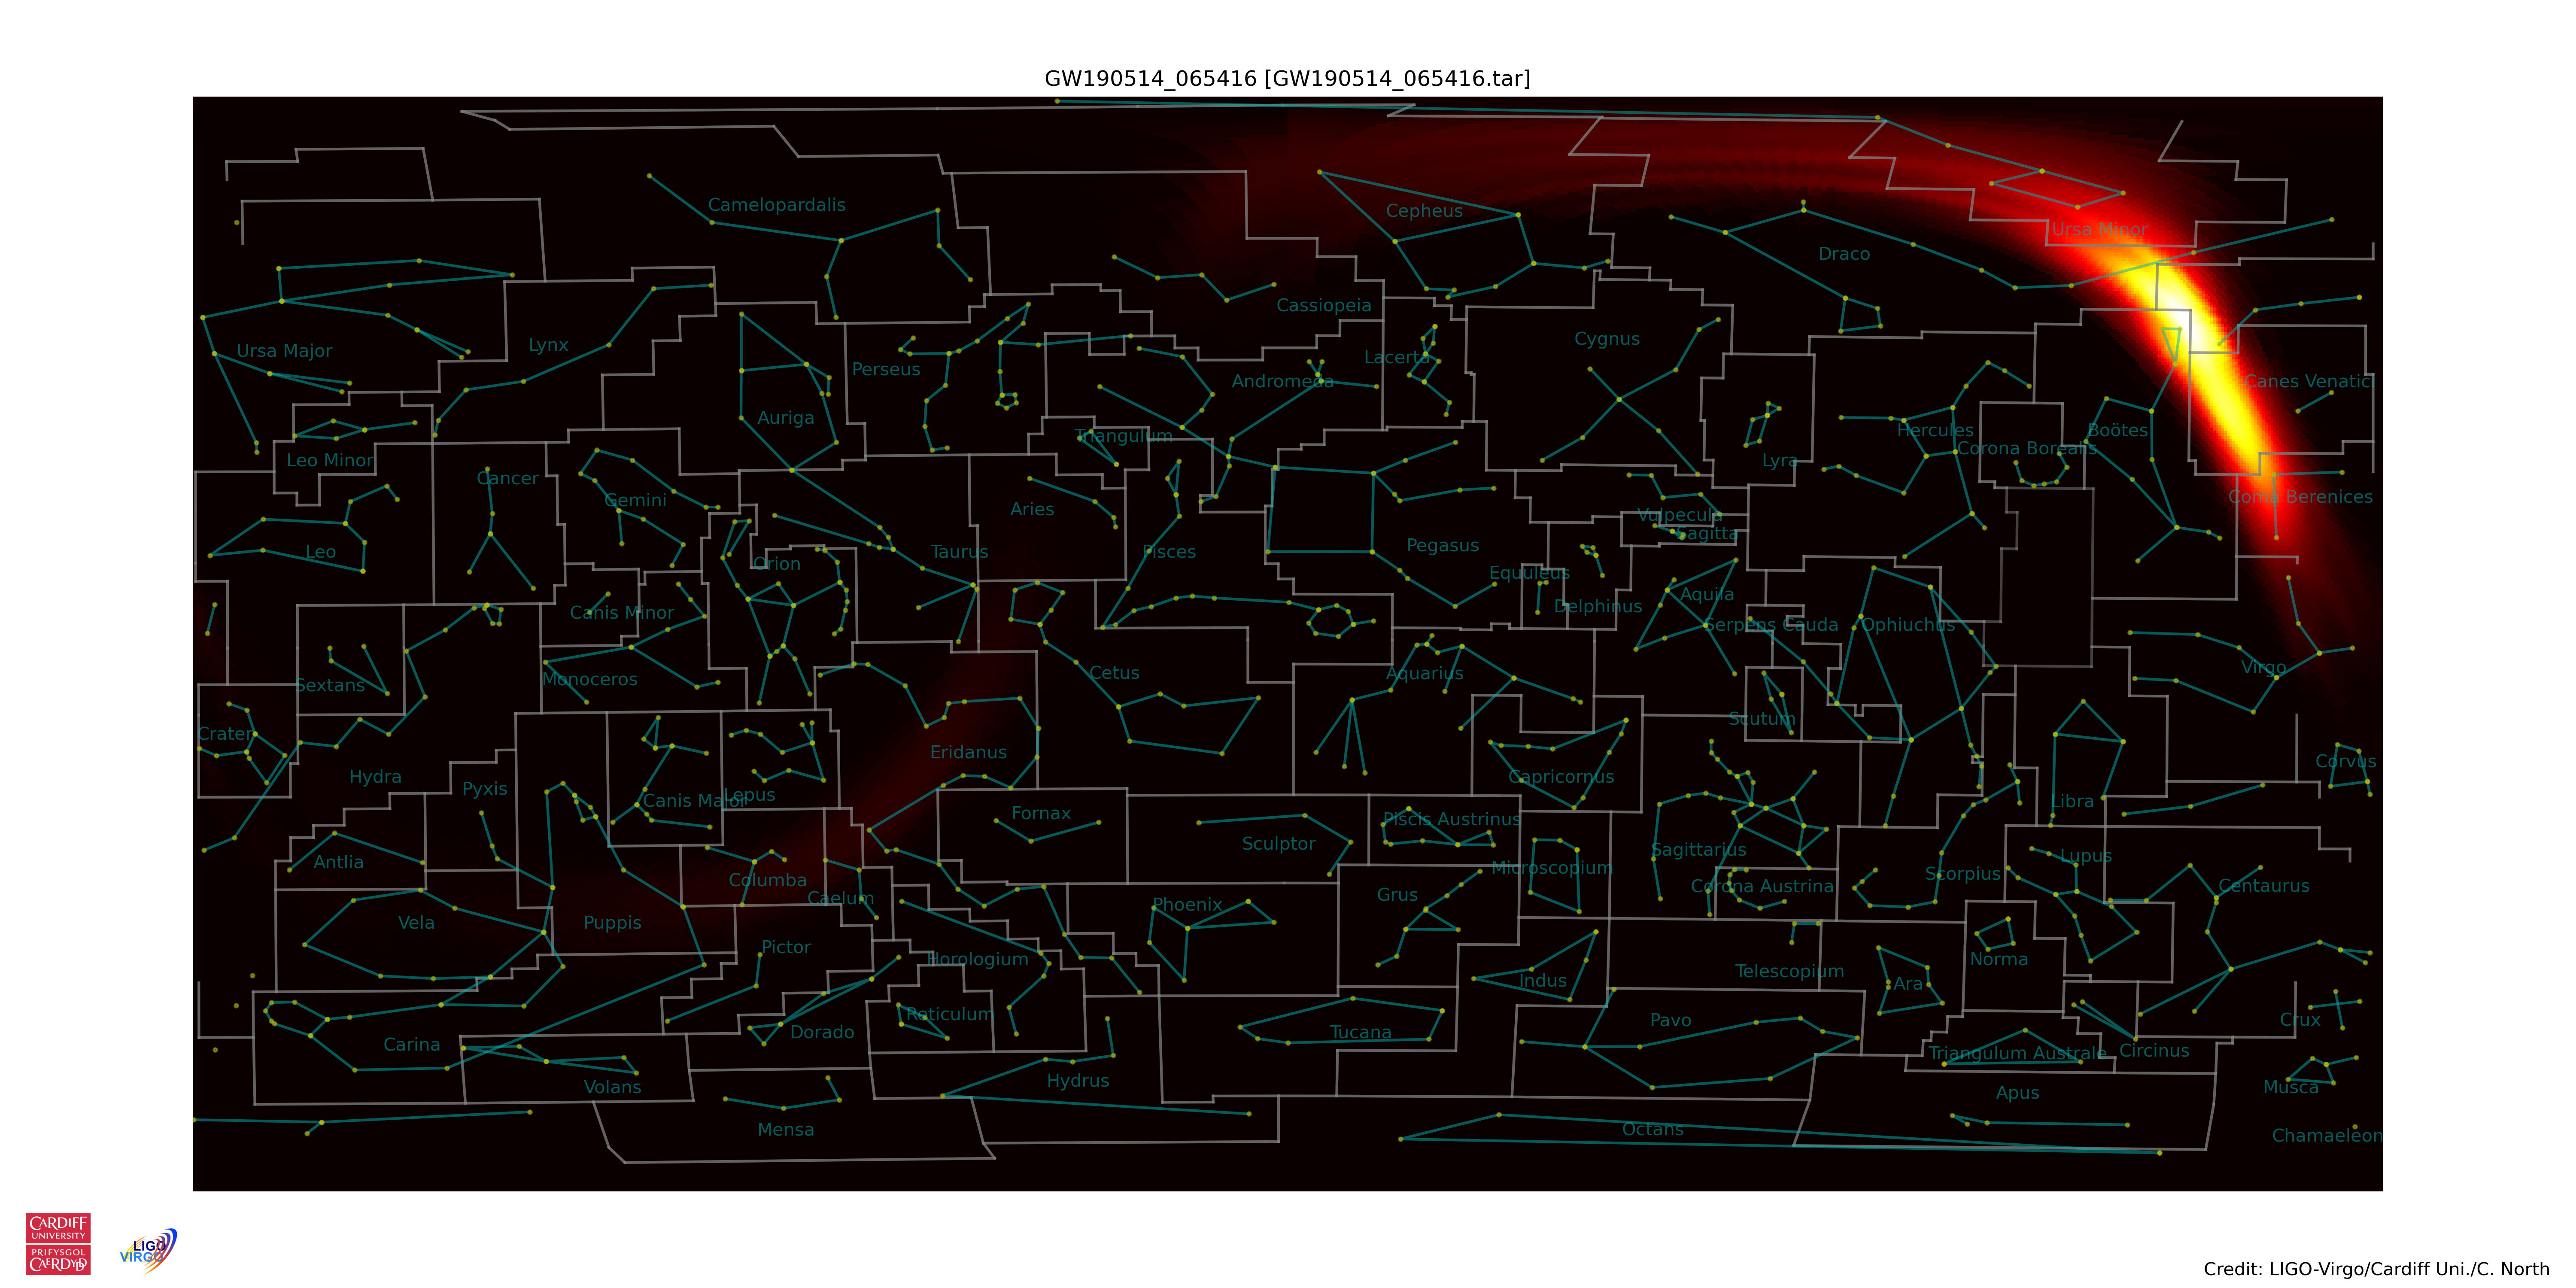 GW190514_065416 [GW190514_065416.tar]
Camelopardalis
Cepheus
Ursa Minor
Draco
Cassiopeia
Cygnus
Ursa Major
Lynx
Lacerta
Perseus
Andromeda
Canes Venatici
Auriga
Triangulum
Hercules
Boötes
Corona Borealis
Leo Minor
Lyra
Cancer
Gemini
Coma Berenices
Aries
Vulpecula
Sagitta
Leo
Orion
Taurus
Pisces
Pegasus
Equuleus
Canis Minor
Delphinus
Aquila
Serpens Cauda
Ophiuchus
Sextans
Monoceros
Cetus
Aquarius
Virgo
Crater
Scutum
Hydra
Eridanus
Capricornus
Corvus
Pyxis
Canis Major
Lepus
Libra
Fornax
Piscis Austrinus
Antlia
Sculptor
Sagittarius
Lupus
Columba
Caelum
Microscopium
Corona Austrina
Scorpius
Centaurus
Vela
Puppis
Phoenix
Grus
Pictor
Horologium
Indus
Telescopium
Norma
Ara
Carina
Reticulum
Dorado
Tucana
Pavo
Crux
Triangulum Australe
Circinus
Volans
Hydrus
Apus
Musca
Mensa
Octans
Chamaeleon
CARDIFF
UNIVERSITY
PRIFYSGOL
CAERDYDD
LIGO
VIRGO
Credit: LIGO-Virgo/Cardiff Uni./C. North